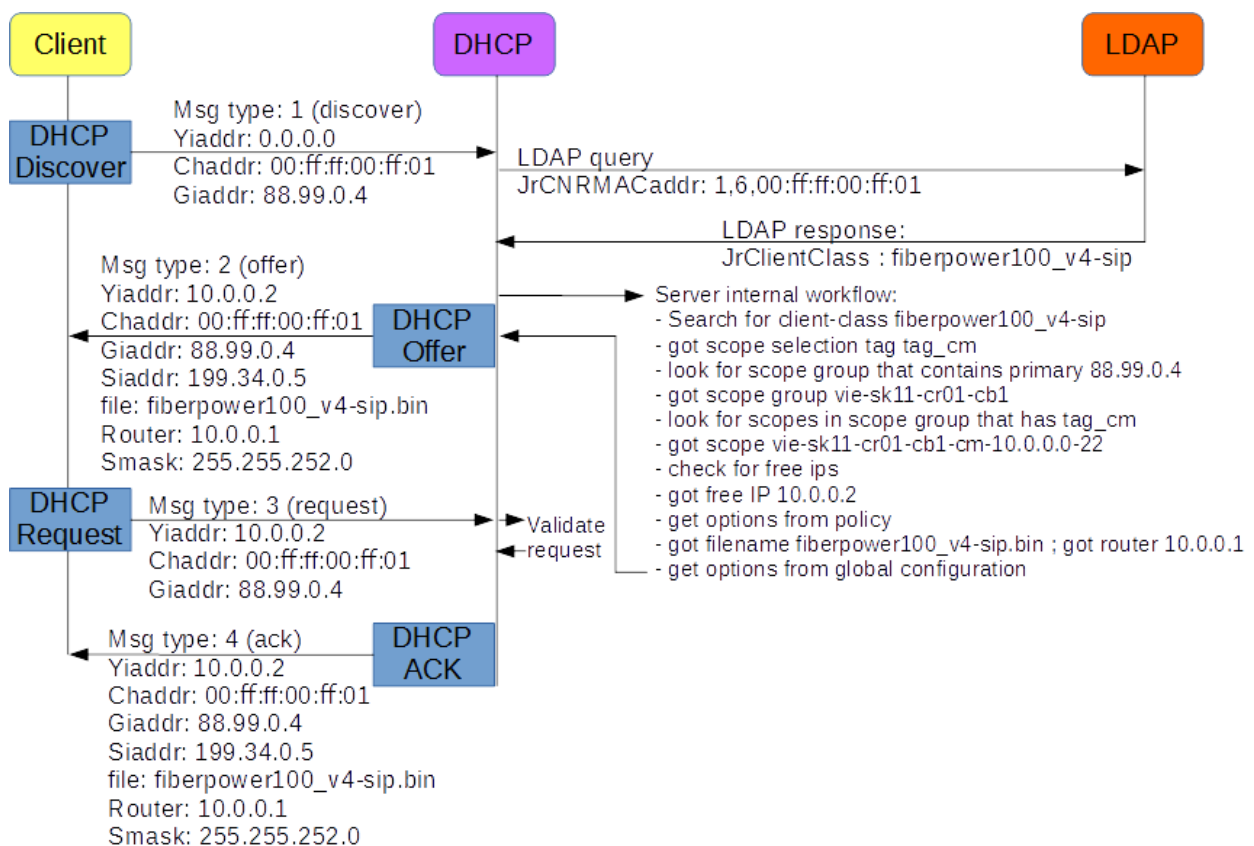 Client
DHCP
LDAP
DHCP
Discover
Msg type: 1 (discover)
Yiaddr: 0.0.0.0
Chaddr: 00:ff:ff:00:ff:01
Giaddr: 88.99.0.4
LDAP query
JrCNRMACaddr: 1,6,00:ff:ff:00:ff:01
LDAP response:
JrClientClass : fiberpower100_v4-sip
Msg type: 2 (offer)
Yiaddr: 10.0.0.2
Chaddr: 00:ff:ff:00:ff:01
Giaddr: 88.99.0.4
Siaddr: 199.34.0.5
file: fiberpower100_v4-sip.bin
Router: 10.0.0.1
Smask: 255.255.252.0
DHCP
Offer
Server internal workflow:
- Search for client-class fiberpower100_v4-sip
- got scope selection tag tag_cm
- look for scope group that contains primary 88.99.0.4
- got scope group vie-sk11-cr01-cb1
- look for scopes in scope group that has tag_cm
- got scope vie-sk11-cr01-cb1-cm-10.0.0.0-22
- check for free ips
- got free IP 10.0.0.2
- get options from policy
- got filename fiberpower100_v4-sip.bin ; got router 10.0.0.1
- get options from global configuration
DHCP
Request
Msg type: 3 (request)
Yiaddr: 10.0.0.2
Chaddr: 00:ff:ff:00:ff:01
Giaddr: 88.99.0.4
Validate
request
DHCP
ACK
Msg type: 4 (ack)
Yiaddr: 10.0.0.2
Chaddr: 00:ff:ff:00:ff:01
Giaddr: 88.99.0.4
Siaddr: 199.34.0.5
file: fiberpower100_v4-sip.bin
Router: 10.0.0.1
Smask: 255.255.252.0